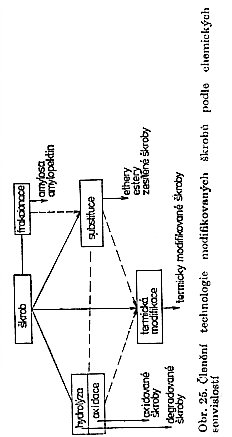 škrob
frakcionace
amylosa
amylopektin
hydrolýza
oxidace
substituce
ethery
estery
zesítěné škroby
termická
modifikace
oxidované
škroby
degradované
škroby
termicky modifikované škroby
Obr. 25. Členění technologie modifikovaných škrobů podle chemických
souvislostí